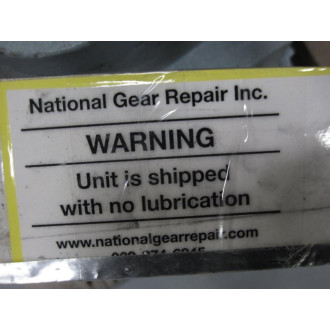 National Gear Repair Inc.
WARNING
Unit is shipped
with no lubrication
www.nationalgearrepair.com